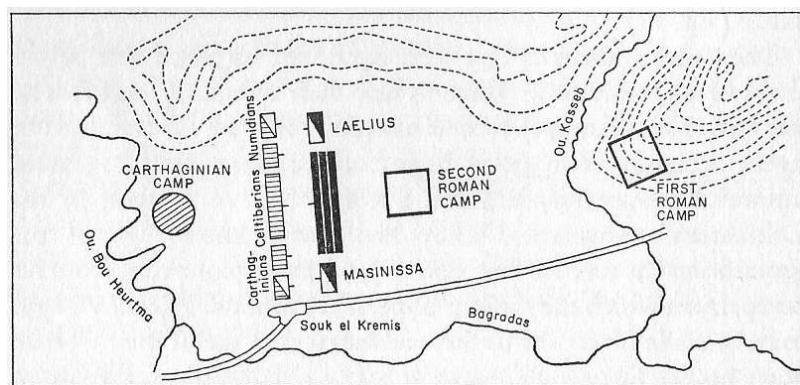 Ou. Bou Heurtma
CARTHAGINIAN
CAMP
Carthag-
inians
Celtiberians
Numidians
LAELIUS
MASINISSA
SECOND
ROMAN
CAMP
Ou. Kasseb
FIRST
ROMAN
CAMP
Souk el Kremis
Bagradas